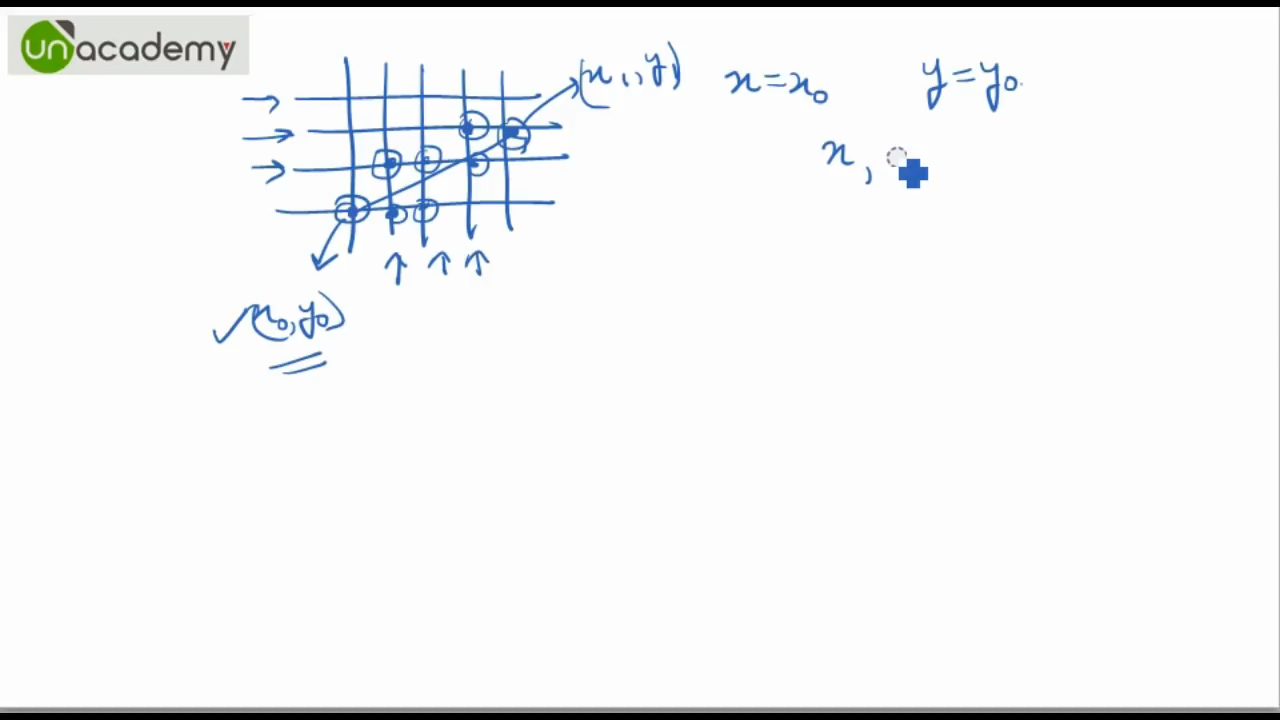 unacademy
(x₁, y₁)
x = x₀
y = y₀
x,
(x₀, y₀)